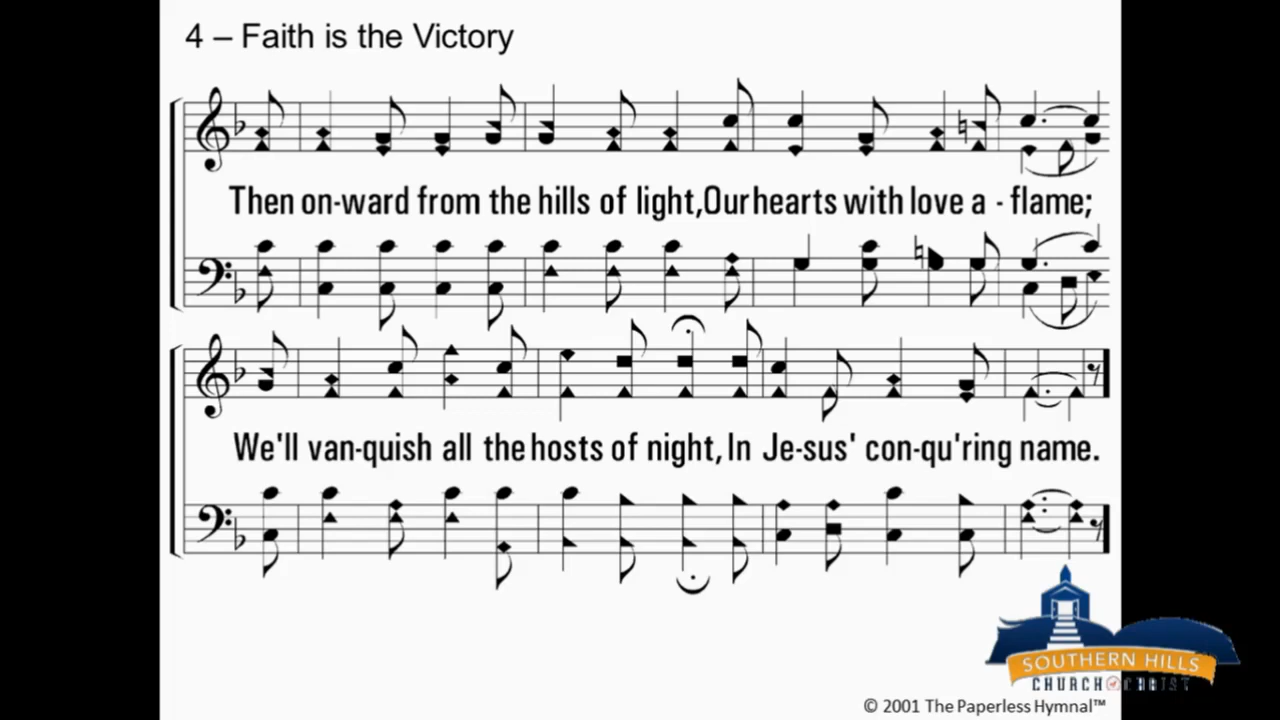 4 – Faith is the Victory
Then on-ward from the hills of light, Our hearts with love a - flame;
We'll van-quish all the hosts of night, In Je-sus' con-qu'ring name.
SOUTHERN HILLS
CHURCH OF CHRIST
© 2001 The Paperless Hymnal™